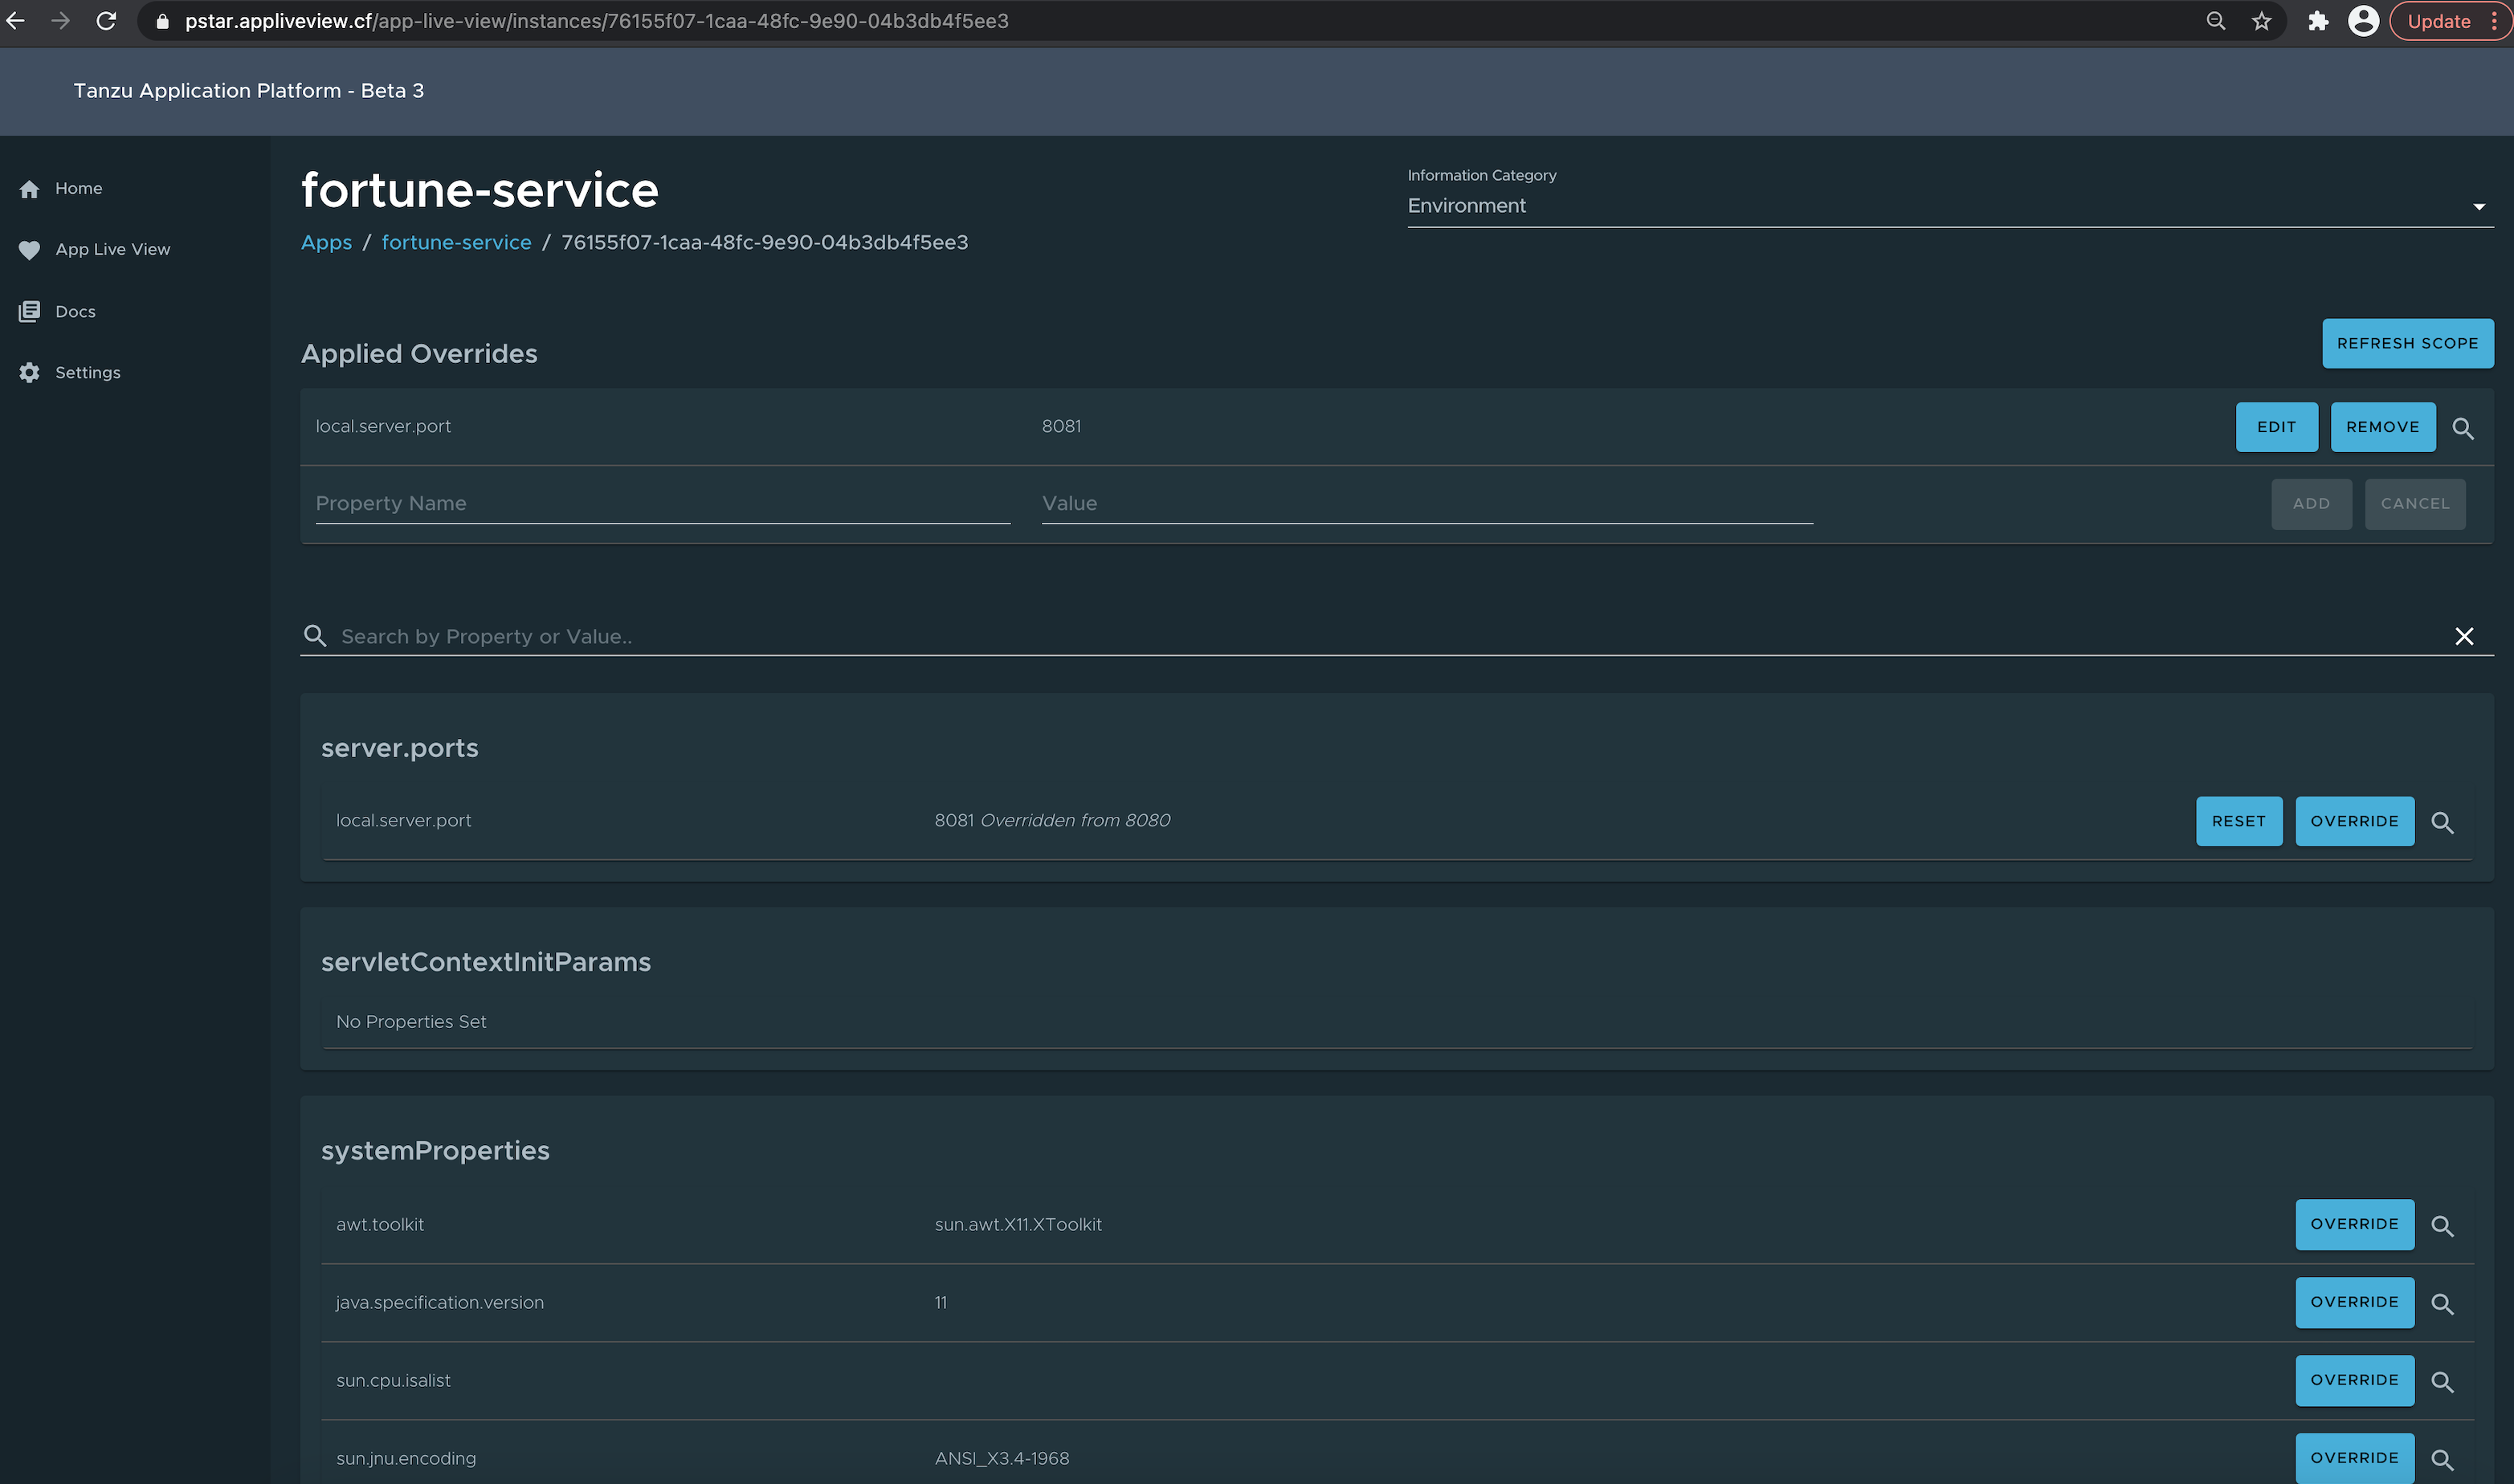 pstar.appliveview.cf/app-live-view/instances/76155f07-1caa-48fc-9e90-04b3db4f5ee3
Update
Tanzu Application Platform - Beta 3
Home
App Live View
Docs
Settings
fortune-service
Apps / fortune-service / 76155f07-1caa-48fc-9e90-04b3db4f5ee3
Information Category
Environment
Applied Overrides
REFRESH SCOPE
local.server.port 8081 EDIT REMOVE
Property Name Value ADD CANCEL
Search by Property or Value..
server.ports
local.server.port 8081 Overridden from 8080 RESET OVERRIDE
servletContextInitParams
No Properties Set
systemProperties
awt.toolkit sun.awt.X11.XToolkit OVERRIDE
java.specification.version 11 OVERRIDE
sun.cpu.isalist OVERRIDE
sun.jnu.encoding ANSI_X3.4-1968 OVERRIDE